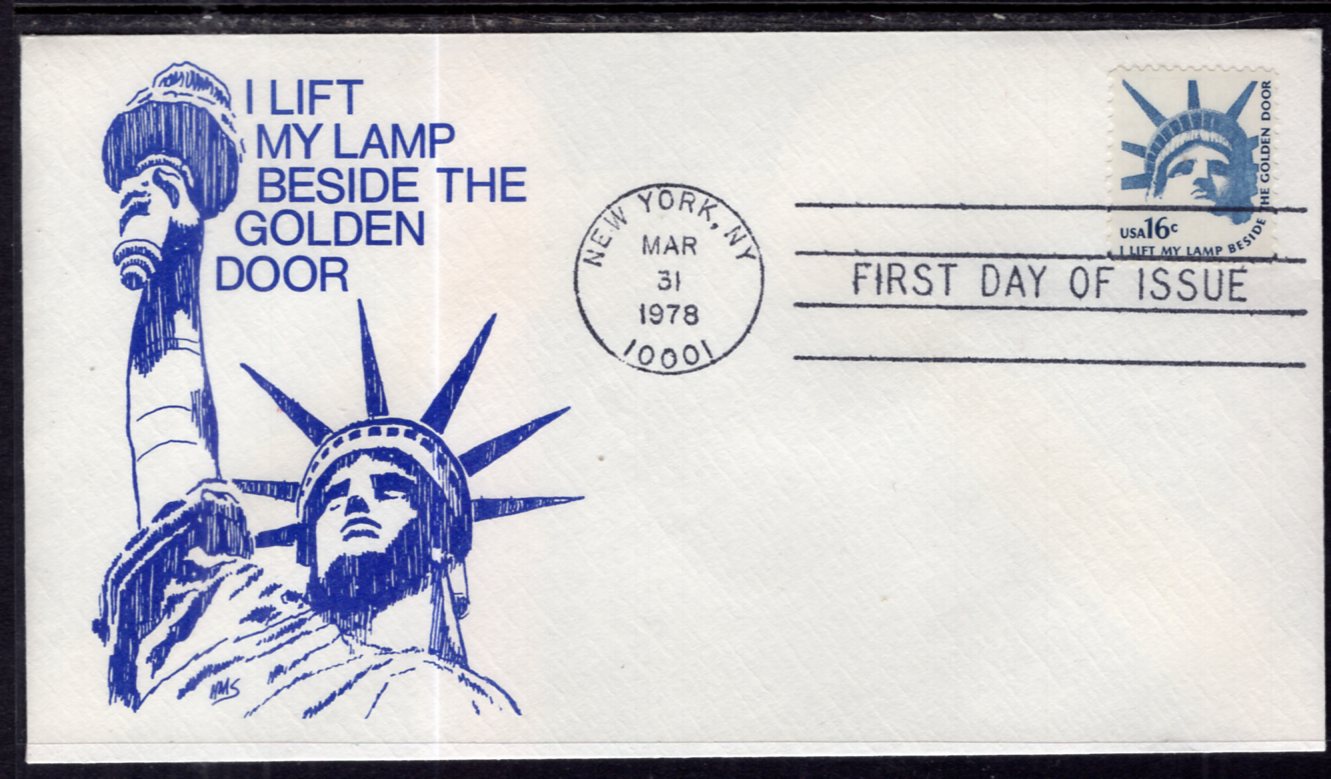 I LIFT
MY LAMP
BESIDE THE
GOLDEN
DOOR
HMS
NEW YORK, NY
MAR
31
1978
10001
USA16c
I LIFT MY LAMP BESIDE THE GOLDEN DOOR
FIRST DAY OF ISSUE